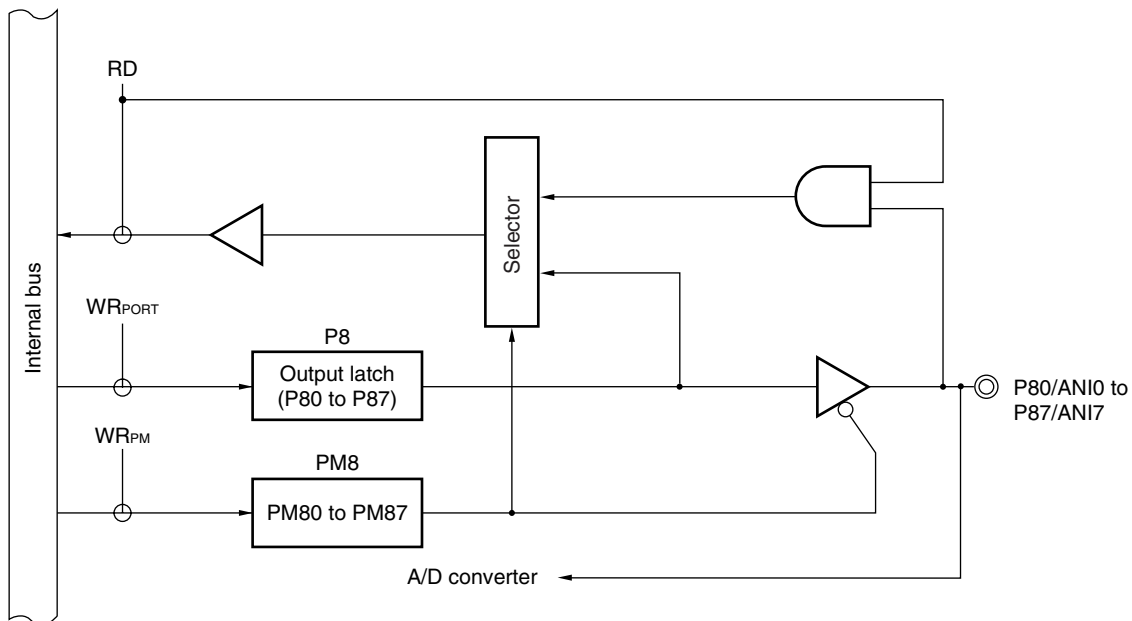 RD
Internal bus
Selector
WRPORT
P8
Output latch
(P80 to P87)
P80/ANI0 to
P87/ANI7
WRPM
PM8
PM80 to PM87
A/D converter